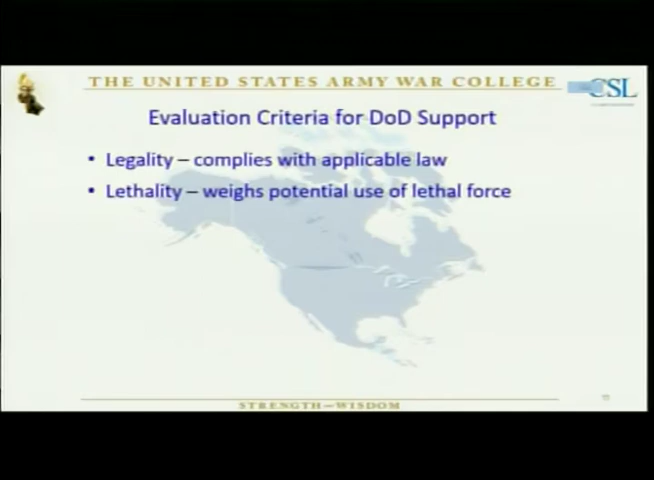 THE UNITED STATES ARMY WAR COLLEGE
CSL
Evaluation Criteria for DoD Support
• Legality – complies with applicable law
• Lethality – weighs potential use of lethal force
STRENGTH—WISDOM